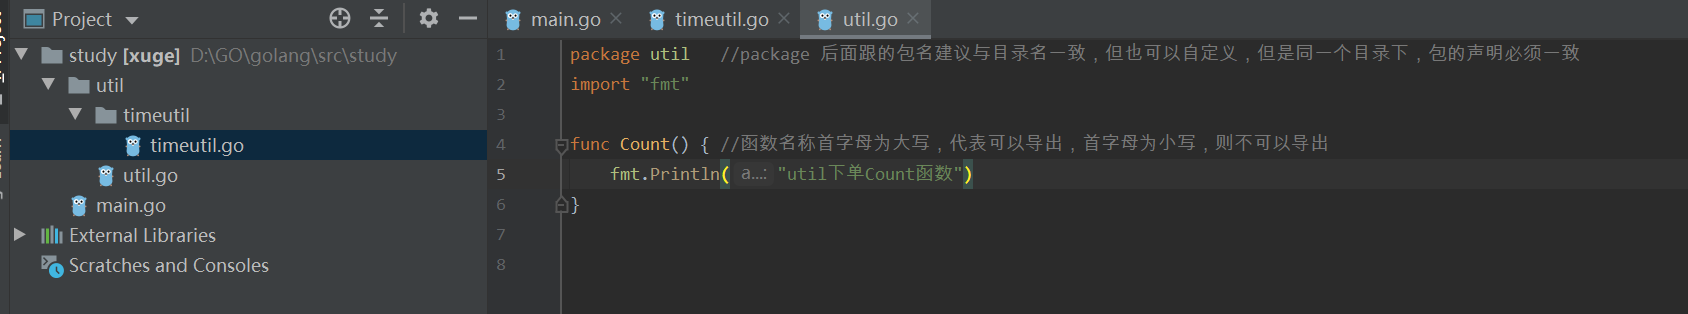 Project
main.go
timeutil.go
util.go
study [xuge] D:\GO\golang\src\study
util
timeutil
timeutil.go
util.go
main.go
External Libraries
Scratches and Consoles
1 package util //package 后面跟的包名建议与目录名一致，但也可以自定义，但是同一个目录下，包的声明必须一致
2 import "fmt"
3
4 func Count() { //函数名称首字母为大写，代表可以导出，首字母为小写，则不可以导出
5 fmt.Println( a...: "util下单Count函数")
6 }
7
8